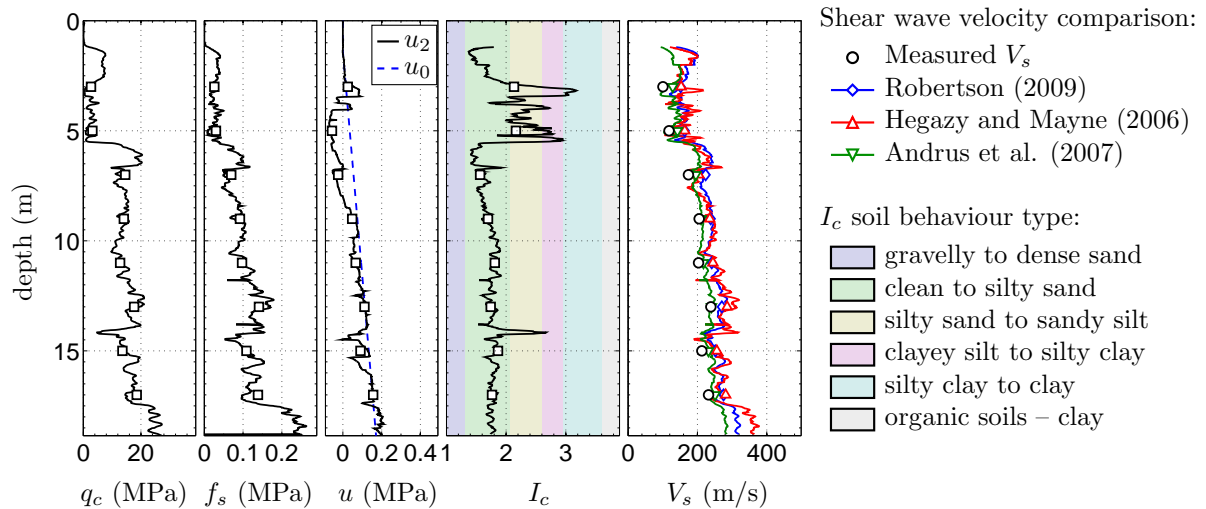 0
5
10
15
depth (m)
0 20 40
q_c (MPa)
0 0.1 0.2
f_s (MPa)
u_2
u_0
0 0.2 0.4
u (MPa)
1 2 3
I_c
0 200 400
V_s (m/s)
Shear wave velocity comparison:
Measured V_s
Robertson (2009)
Hegazy and Mayne (2006)
Andrus et al. (2007)
I_c soil behaviour type:
gravelly to dense sand
clean to silty sand
silty sand to sandy silt
clayey silt to silty clay
silty clay to clay
organic soils – clay